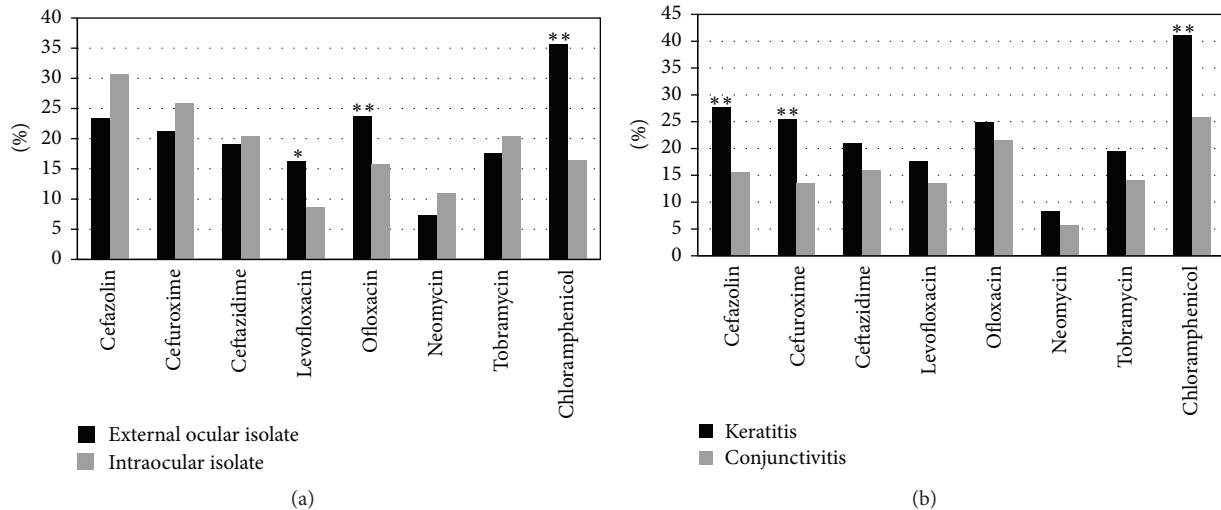 40
35
30
25
20
15
10
5
0
(%)
**
**
*
Cefazolin
Cefuroxime
Ceftazidime
Levofloxacin
Ofloxacin
Neomycin
Tobramycin
Chloramphenicol
External ocular isolate
Intraocular isolate
(a)
45
40
35
30
25
20
15
10
5
0
(%)
**
**
**
Cefazolin
Cefuroxime
Ceftazidime
Levofloxacin
Ofloxacin
Neomycin
Tobramycin
Chloramphenicol
Keratitis
Conjunctivitis
(b)